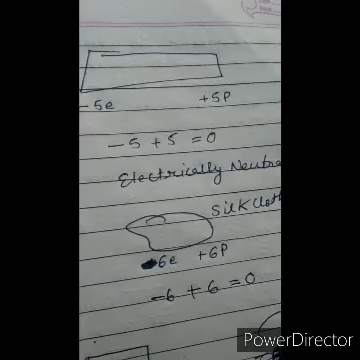 -5e +5P
-5 + 5 = 0
Electrically Neutra
Silk Cloth
-6e +6P
-6 + 6 = 0
PowerDirector